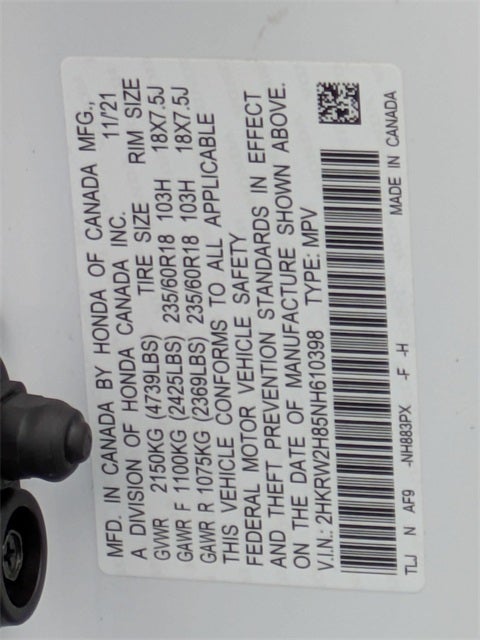 MFD. IN CANADA BY HONDA OF CANADA MFG.,
A DIVISION OF HONDA CANADA INC. 11/21
GVWR 2150KG (4739LBS) TIRE SIZE RIM SIZE
GAWR F 1100KG (2425LBS) 235/60R18 103H 18X7.5J
GAWR R 1075KG (2369LBS) 235/60R18 103H 18X7.5J
THIS VEHICLE CONFORMS TO ALL APPLICABLE
FEDERAL MOTOR VEHICLE SAFETY
AND THEFT PREVENTION STANDARDS IN EFFECT
ON THE DATE OF MANUFACTURE SHOWN ABOVE.
V.I.N.: 2HKRW2H85NH610398 TYPE: MPV
TLJ N AF9 -NH883PX -F -H MADE IN CANADA